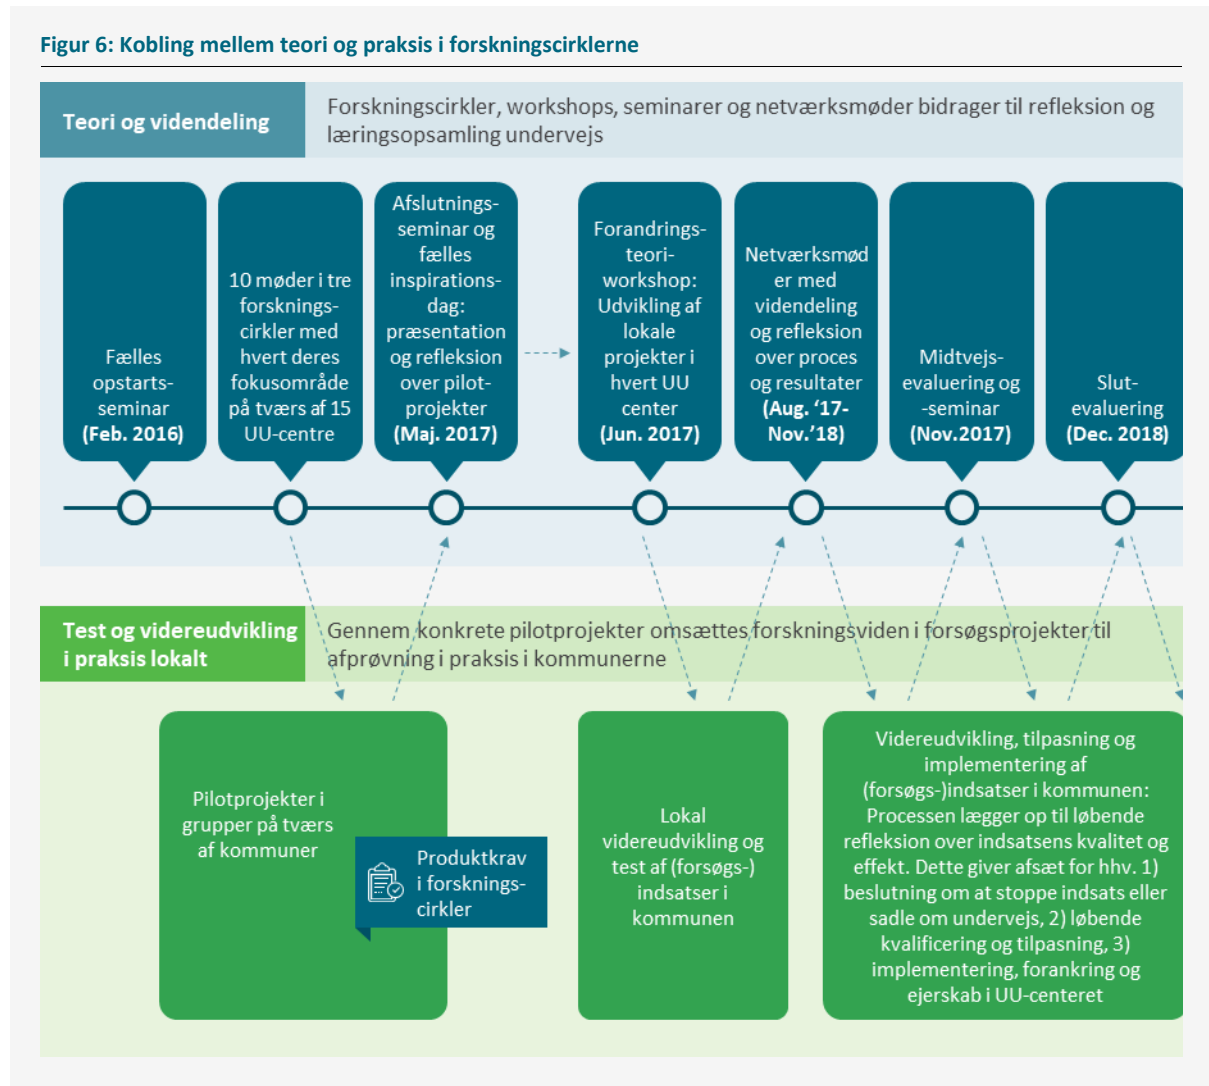 Figur 6: Kobling mellem teori og praksis i forskningscirklerne
Teori og videndeling
Forskningscirkler, workshops, seminarer og netværksmøder bidrager til refleksion og
læringsopsamling undervejs
Fælles
opstarts-
seminar
(Feb. 2016)
10 møder i tre
forsknings-
cirkler med
hvert deres
fokusområde
på tværs af 15
UU-centre
Afslutnings-
seminar og
fælles
inspirations-
dag:
præsentation
og refleksion
over pilot-
projekter
(Maj. 2017)
Forandrings-
teori-
workshop:
Udvikling af
lokale
projekter i
hvert UU
center
(Jun. 2017)
Netværksmød
er med
videndeling
og refleksion
over proces
og resultater
(Aug. ‘17-
Nov.’18)
Midtvejs-
evaluering og
-seminar
(Nov.2017)
Slut-
evaluering
(Dec. 2018)
Test og videreudvikling
i praksis lokalt
Gennem konkrete pilotprojekter omsættes forskningsviden i forsøgsprojekter til
afprøvning i praksis i kommunerne
Pilotprojekter i
grupper på tværs
af kommuner
Produktkrav
i forsknings-
cirkler
Lokal
videreudvikling og
test af (forsøgs-)
indsatser i
kommunen
Videreudvikling, tilpasning og
implementering af
(forsøgs-)indsatser i kommunen:
Processen lægger op til løbende
refleksion over indsatsens kvalitet og
effekt. Dette giver afsæt for hhv. 1)
beslutning om at stoppe indsats eller
sadle om undervejs, 2) løbende
kvalificering og tilpasning, 3)
implementering, forankring og
ejerskab i UU-centeret